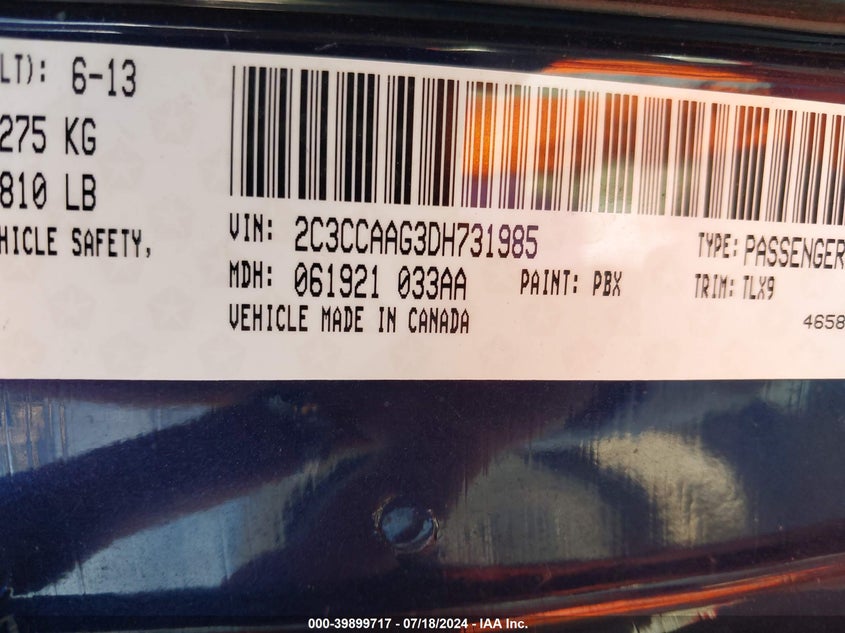 LT): 6-13
275 KG
810 LB
HICLE SAFETY,
VIN: 2C3CCAAG3DH731985
TYPE: PASSENGER
MDH: 061921 033AA PAINT: PBX
TRIM: TLX9
VEHICLE MADE IN CANADA
4658
000-39899717 - 07/18/2024 - IAA Inc.